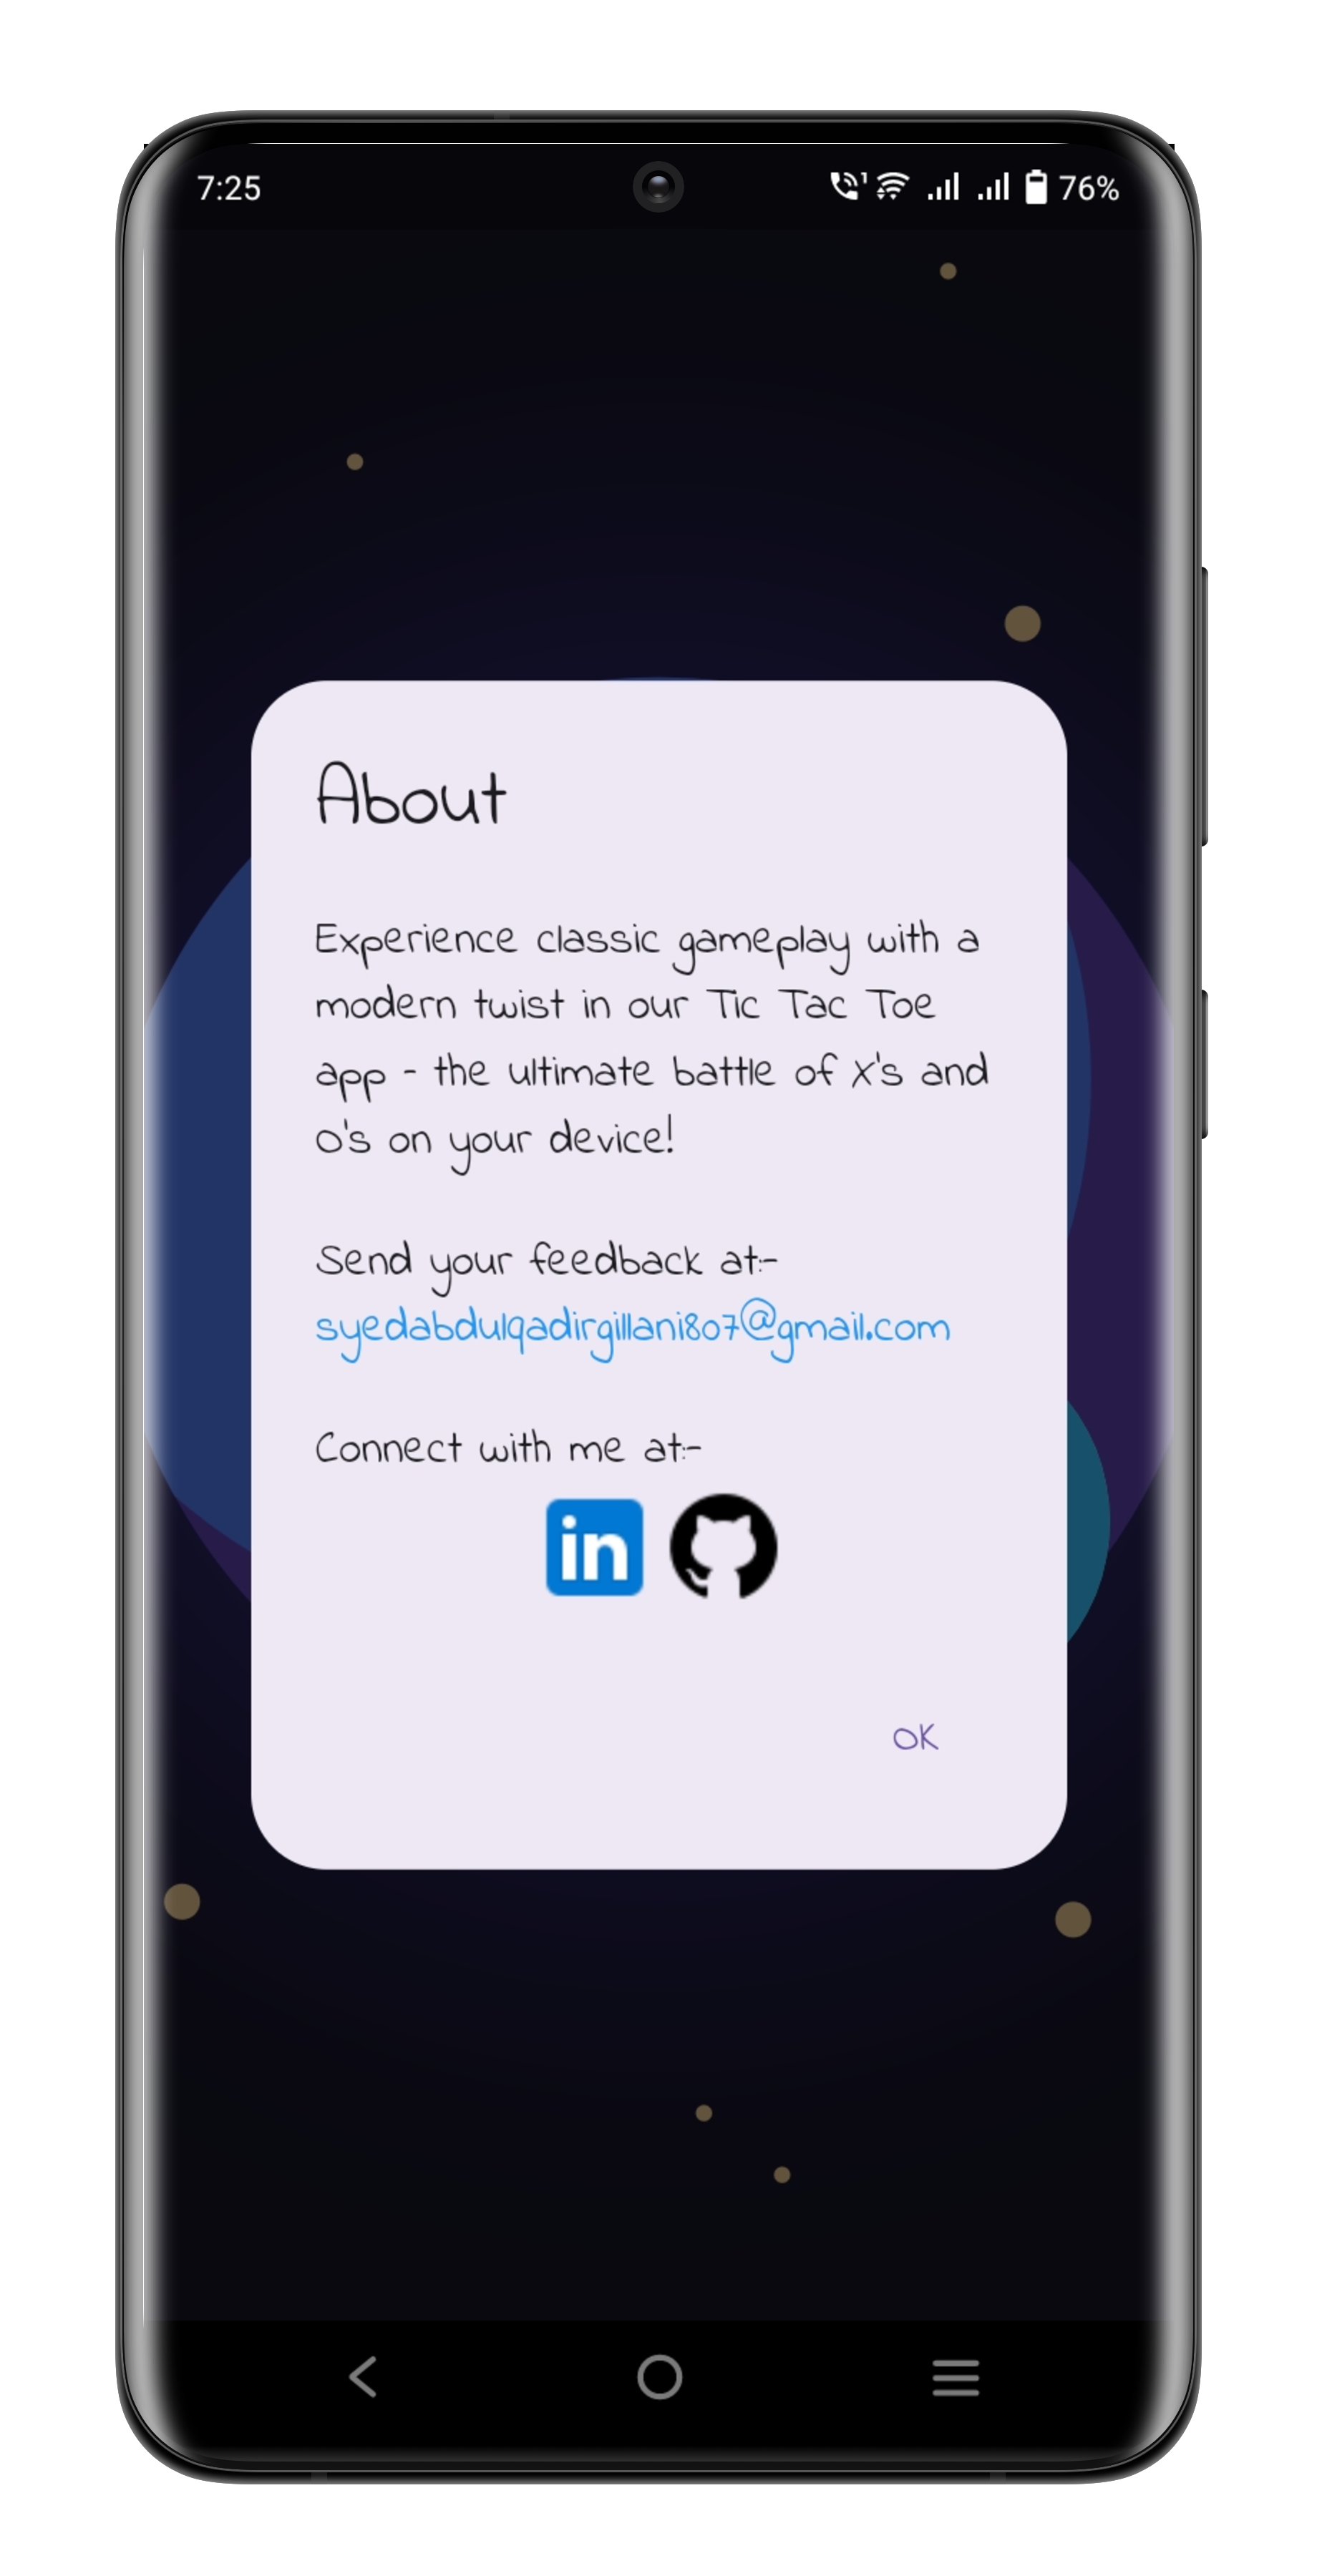 7:25
1
76%
About
Experience classic gameplay with a
modern twist in our Tic Tac Toe
app - the ultimate battle of X's and
O's on your device!
Send your feedback at:-
syedabdulqadirgillani807@gmail.com
Connect with me at:-
in
OK